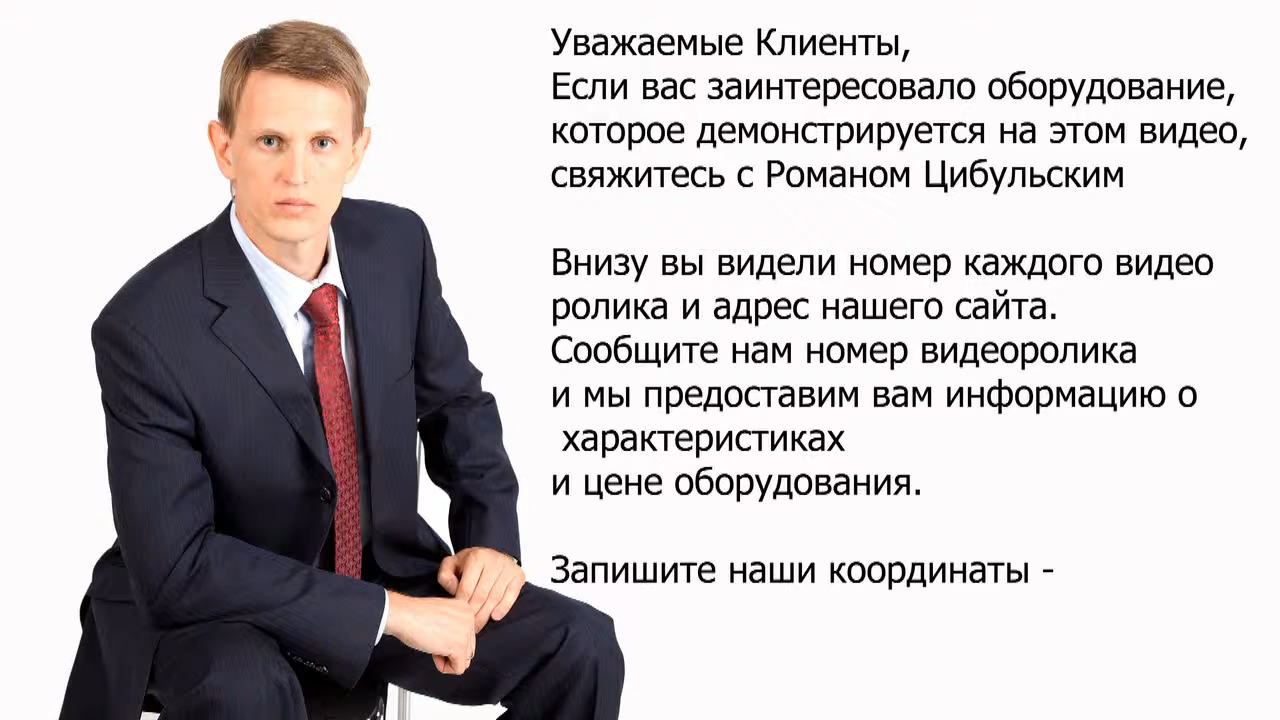 Уважаемые Клиенты,
Если вас заинтересовало оборудование,
которое демонстрируется на этом видео,
свяжитесь с Романом Цибульским
Внизу вы видели номер каждого видео
ролика и адрес нашего сайта.
Сообщите нам номер видеоролика
и мы предоставим вам информацию о
характеристиках
и цене оборудования.
Запишите наши координаты -